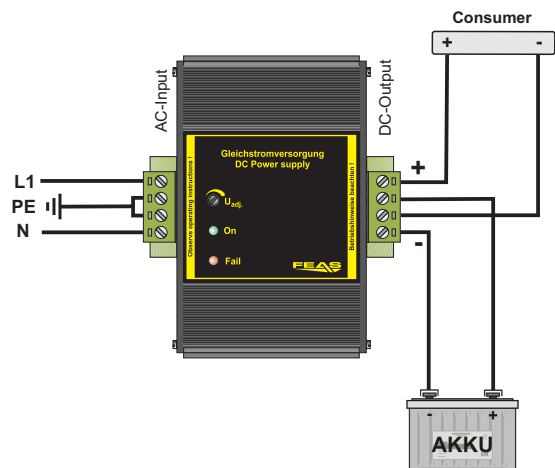 Consumer
+ -
AC-Input
DC-Output
Gleichstromversorgung
DC Power supply
Observe operating instructions !
Betriebshinweise beachten !
U adj.
On
Fail
FEAS
L1
PE
N
+
-
- +
AKKU